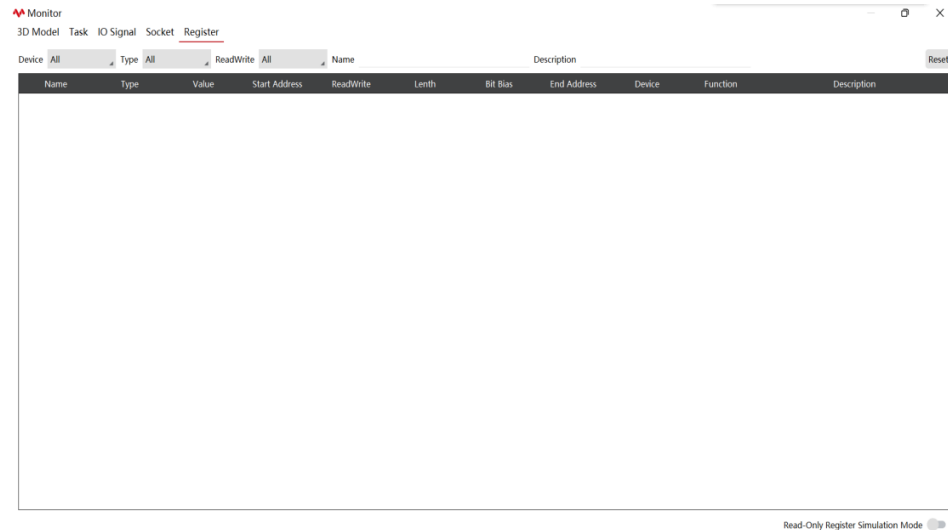 Monitor
3D Model Task IO Signal Socket Register
Device All Type All ReadWrite All Name Description Reset
Name Type Value Start Address ReadWrite Lenth Bit Bias End Address Device Function Description
Read-Only Register Simulation Mode